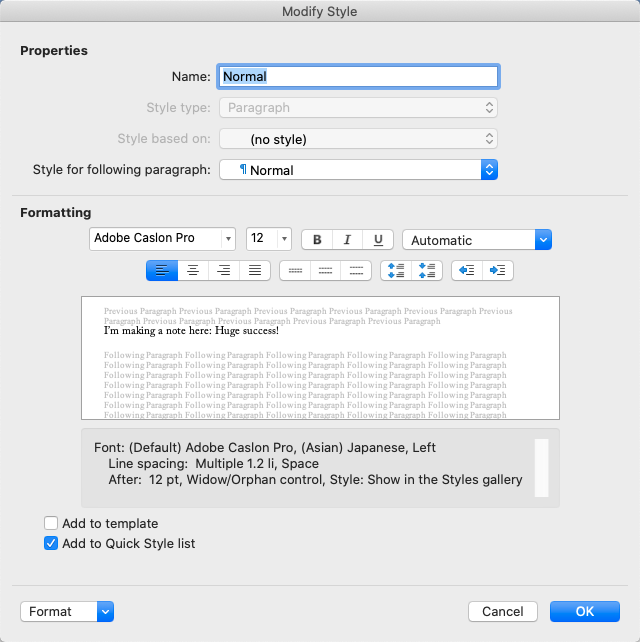 Modify Style
Properties
Name: Normal
Style type: Paragraph
Style based on: (no style)
Style for following paragraph: ¶ Normal
Formatting
Adobe Caslon Pro 12 B I U Automatic
Previous Paragraph Previous Paragraph Previous Paragraph Previous Paragraph Previous Paragraph Previous
Paragraph Previous Paragraph Previous Paragraph Previous Paragraph Previous Paragraph
I'm making a note here: Huge success!
Following Paragraph Following Paragraph Following Paragraph Following Paragraph Following Paragraph
Following Paragraph Following Paragraph Following Paragraph Following Paragraph Following Paragraph
Following Paragraph Following Paragraph Following Paragraph Following Paragraph Following Paragraph
Following Paragraph Following Paragraph Following Paragraph Following Paragraph Following Paragraph
Following Paragraph Following Paragraph Following Paragraph Following Paragraph Following Paragraph
Following Paragraph Following Paragraph Following Paragraph Following Paragraph Following Paragraph
Following Paragraph Following Paragraph Following Paragraph Following Paragraph Following Paragraph
Font: (Default) Adobe Caslon Pro, (Asian) Japanese, Left
Line spacing: Multiple 1.2 li, Space
After: 12 pt, Widow/Orphan control, Style: Show in the Styles gallery
Add to template
Add to Quick Style list
Format Cancel OK